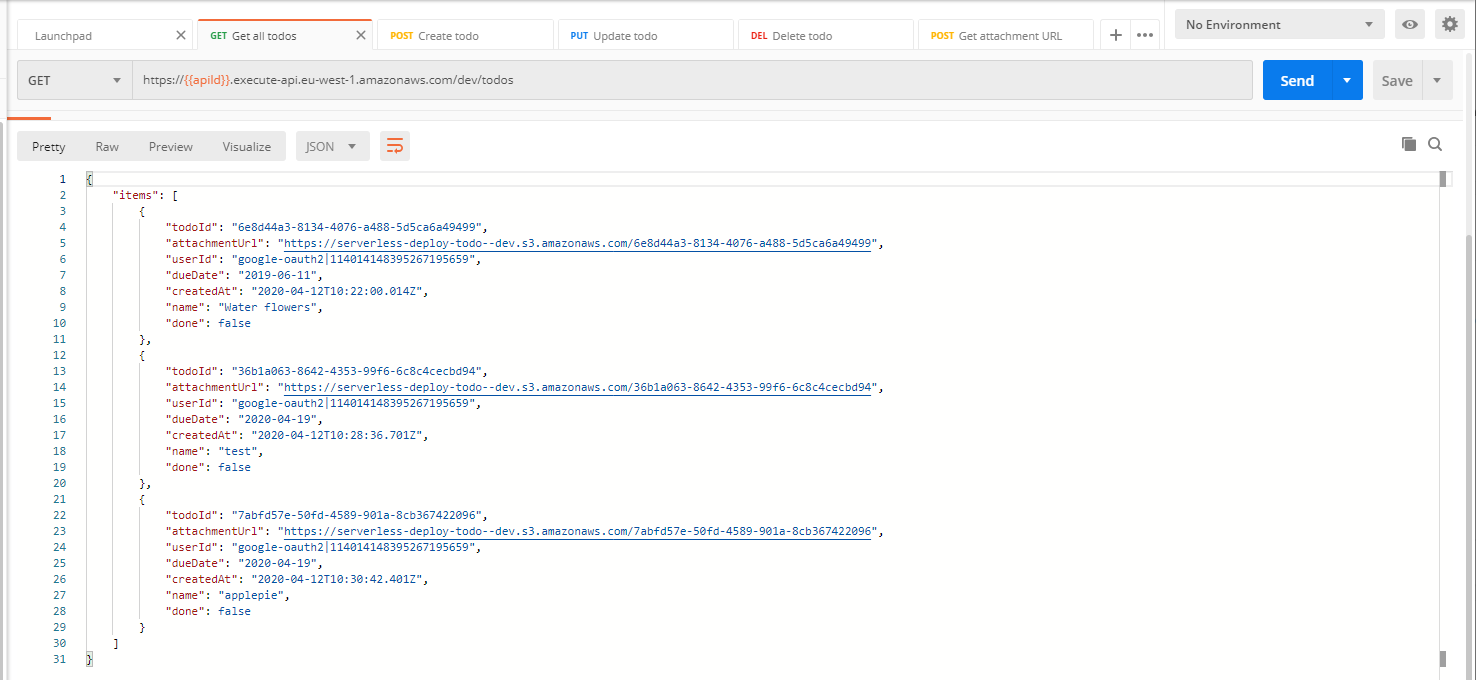 Launchpad GET Get all todos POST Create todo PUT Update todo DEL Delete todo POST Get attachment URL No Environment
GET https://{{apiId}}.execute-api.eu-west-1.amazonaws.com/dev/todos Send Save
Pretty Raw Preview Visualize JSON
1 {
2 "items": [
3 {
4 "todoId": "6e8d44a3-8134-4076-a488-5d5ca6a49499",
5 "attachmentUrl": "https://serverless-deploy-todo--dev.s3.amazonaws.com/6e8d44a3-8134-4076-a488-5d5ca6a49499",
6 "userId": "google-oauth2|114014148395267195659",
7 "dueDate": "2019-06-11",
8 "createdAt": "2020-04-12T10:22:00.014Z",
9 "name": "Water flowers",
10 "done": false
11 },
12 {
13 "todoId": "36b1a063-8642-4353-99f6-6c8c4cecbd94",
14 "attachmentUrl": "https://serverless-deploy-todo--dev.s3.amazonaws.com/36b1a063-8642-4353-99f6-6c8c4cecbd94",
15 "userId": "google-oauth2|114014148395267195659",
16 "dueDate": "2020-04-19",
17 "createdAt": "2020-04-12T10:28:36.701Z",
18 "name": "test",
19 "done": false
20 },
21 {
22 "todoId": "7abfd57e-50fd-4589-901a-8cb367422096",
23 "attachmentUrl": "https://serverless-deploy-todo--dev.s3.amazonaws.com/7abfd57e-50fd-4589-901a-8cb367422096",
24 "userId": "google-oauth2|114014148395267195659",
25 "dueDate": "2020-04-19",
26 "createdAt": "2020-04-12T10:30:42.401Z",
27 "name": "applepie",
28 "done": false
29 }
30 ]
31 }